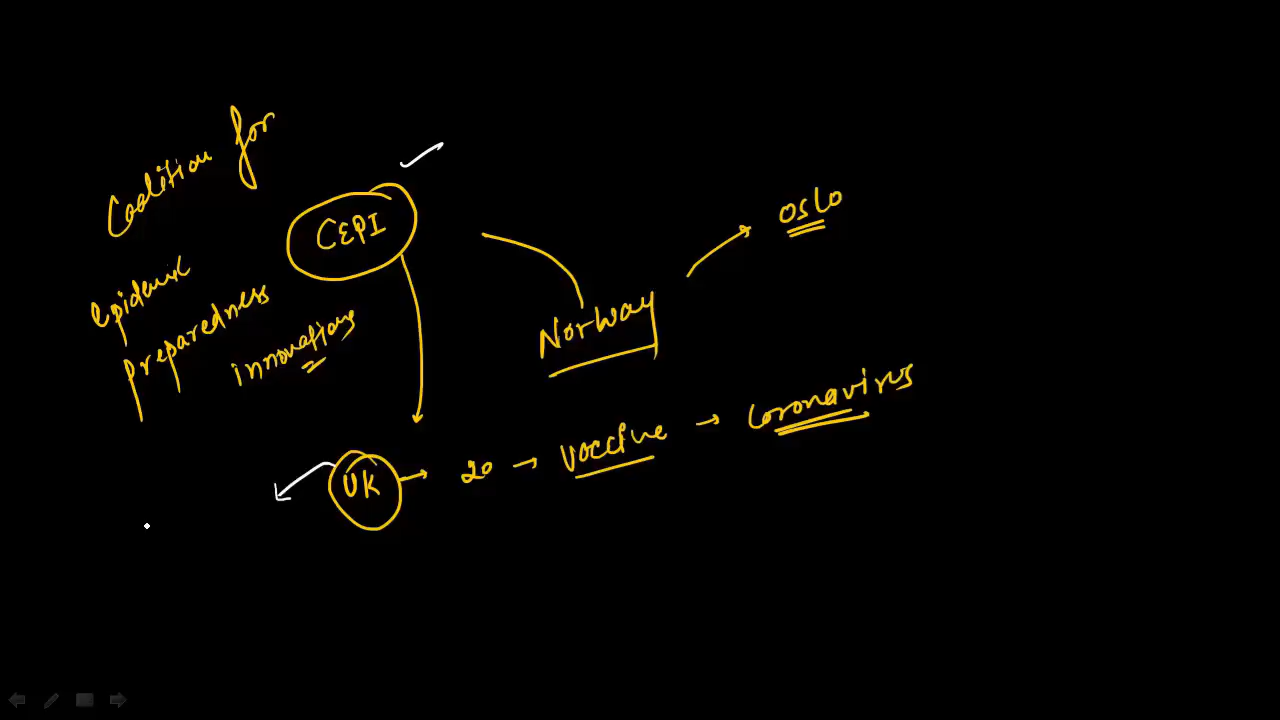 Coalition for
CEPI
epidemic
preparedness
innovations
Norway
oslo
UK → 20 → vaccine → coronavirus